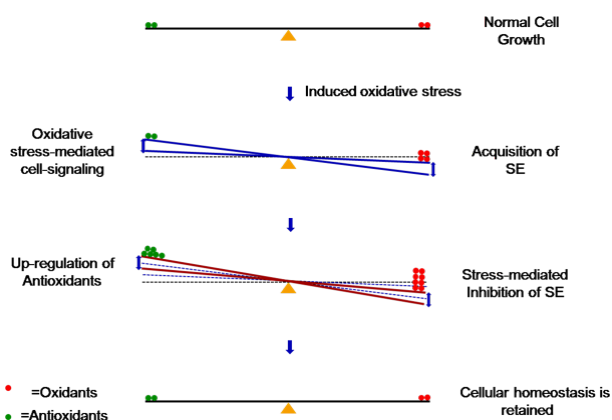 Normal Cell
Growth
Induced oxidative stress
Oxidative
stress-mediated
cell-signaling
Acquisition of
SE
Up-regulation of
Antioxidants
Stress-mediated
Inhibition of SE
=Oxidants
=Antioxidants
Cellular homeostasis is
retained